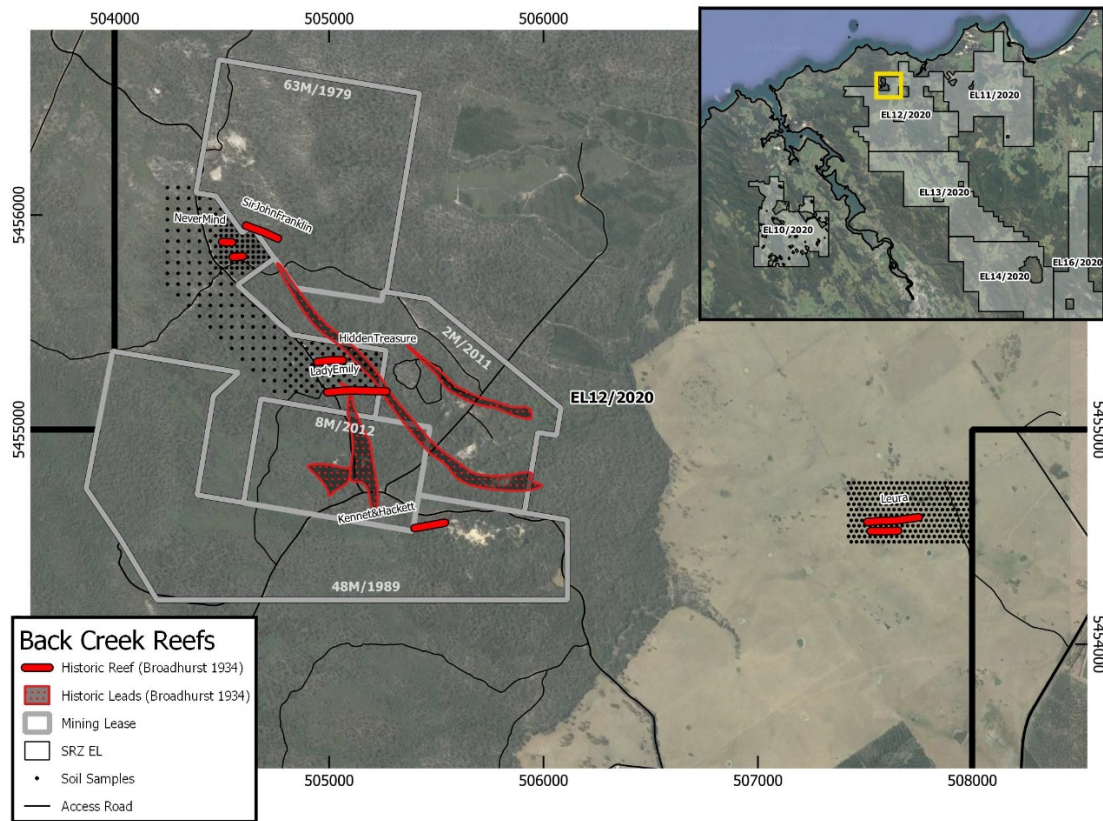 504000
505000
506000
5456000
5455000
63M/1979
SirJohnFranklin
NeverMind
HiddenTreasure
2M/2011
LadyEmily
EL12/2020
8M/2012
Kennet&Hackett
48M/1989
Leura
EL11/2020
EL12/2020
EL13/2020
EL10/2020
EL14/2020
EL16/2020
5455000
5454000
Back Creek Reefs
Historic Reef (Broadhurst 1934)
Historic Leads (Broadhurst 1934)
Mining Lease
SRZ EL
Soil Samples
Access Road
505000
506000
507000
508000